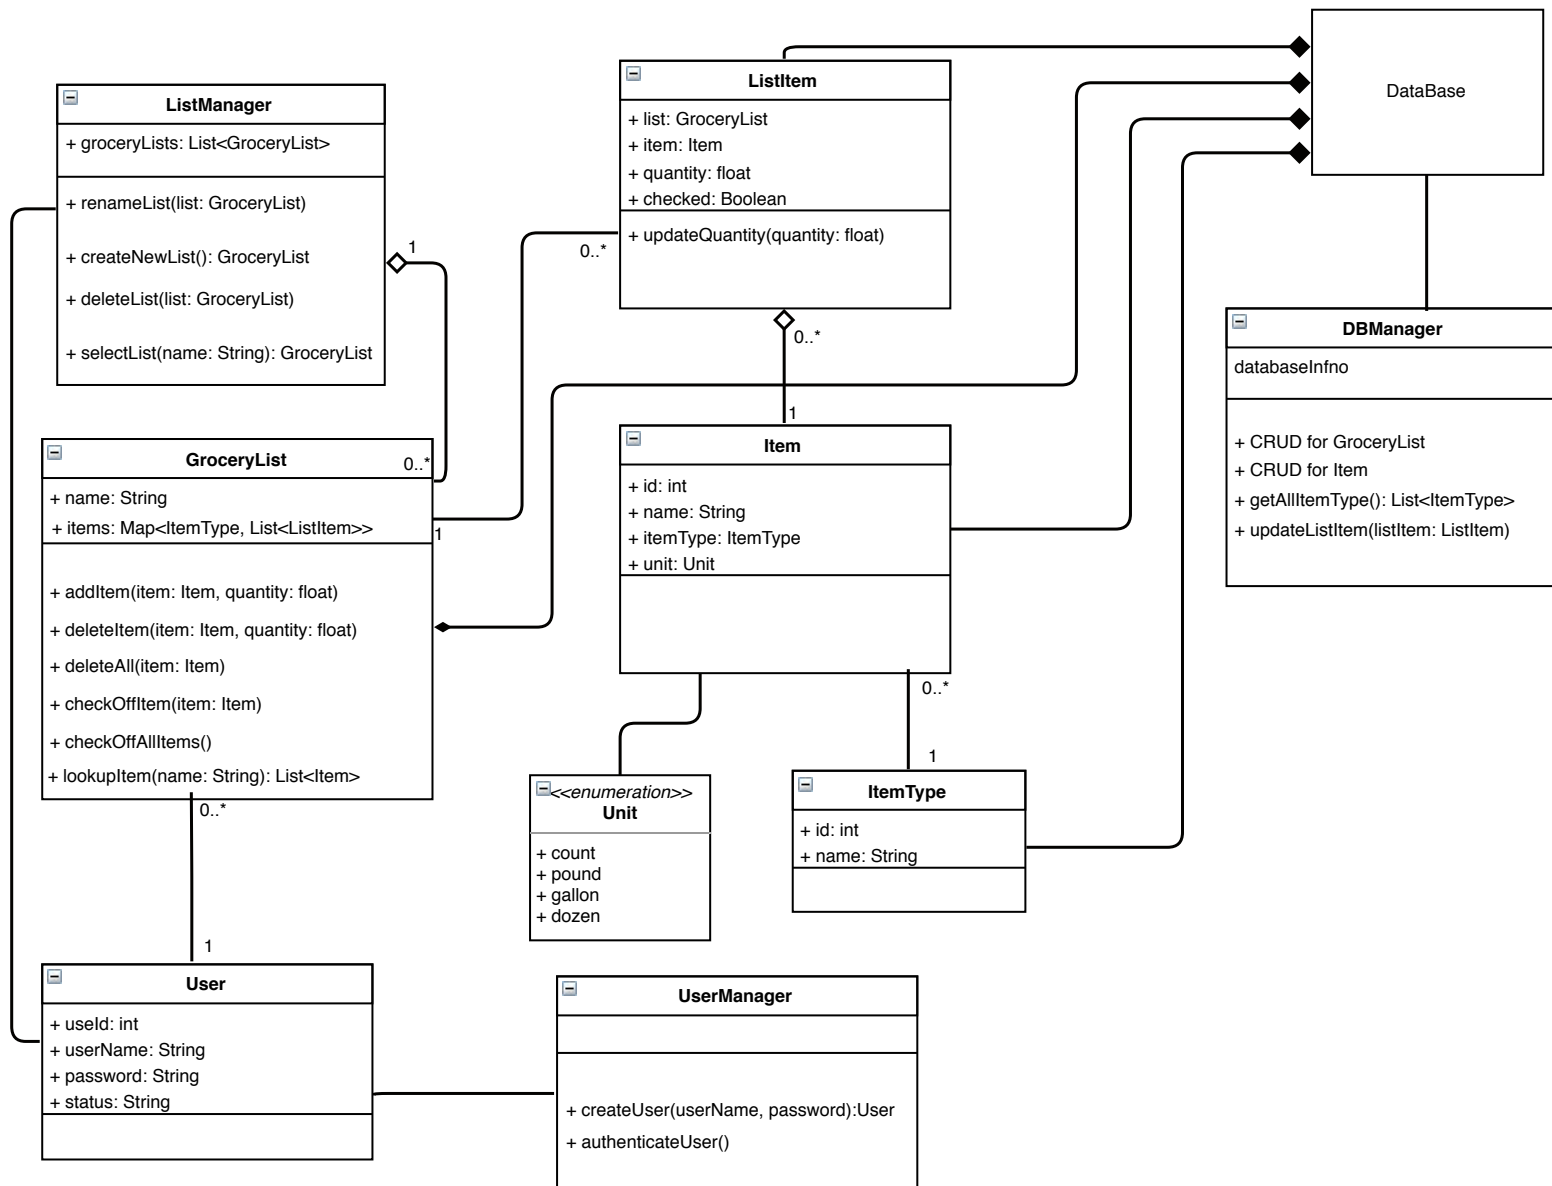 ListManager
+ groceryLists: List<GroceryList>
+ renameList(list: GroceryList)
+ createNewList(): GroceryList
+ deleteList(list: GroceryList)
+ selectList(name: String): GroceryList
1
ListItem
+ list: GroceryList
+ item: Item
+ quantity: float
+ checked: Boolean
+ updateQuantity(quantity: float)
0..*
0..*
DataBase
DBManager
databaseInfno
+ CRUD for GroceryList
+ CRUD for Item
+ getAllItemType(): List<ItemType>
+ updateListItem(listItem: ListItem)
GroceryList
0..*
+ name: String
+ items: Map<ItemType, List<ListItem>>
1
+ addItem(item: Item, quantity: float)
+ deleteItem(item: Item, quantity: float)
+ deleteAll(item: Item)
+ checkOffItem(item: Item)
+ checkOffAllItems()
+ lookupItem(name: String): List<Item>
0..*
1
1
Item
+ id: int
+ name: String
+ itemType: ItemType
+ unit: Unit
0..*
1
<<enumeration>>
Unit
+ count
+ pound
+ gallon
+ dozen
ItemType
+ id: int
+ name: String
User
+ useId: int
+ userName: String
+ password: String
+ status: String
UserManager
+ createUser(userName, password):User
+ authenticateUser()